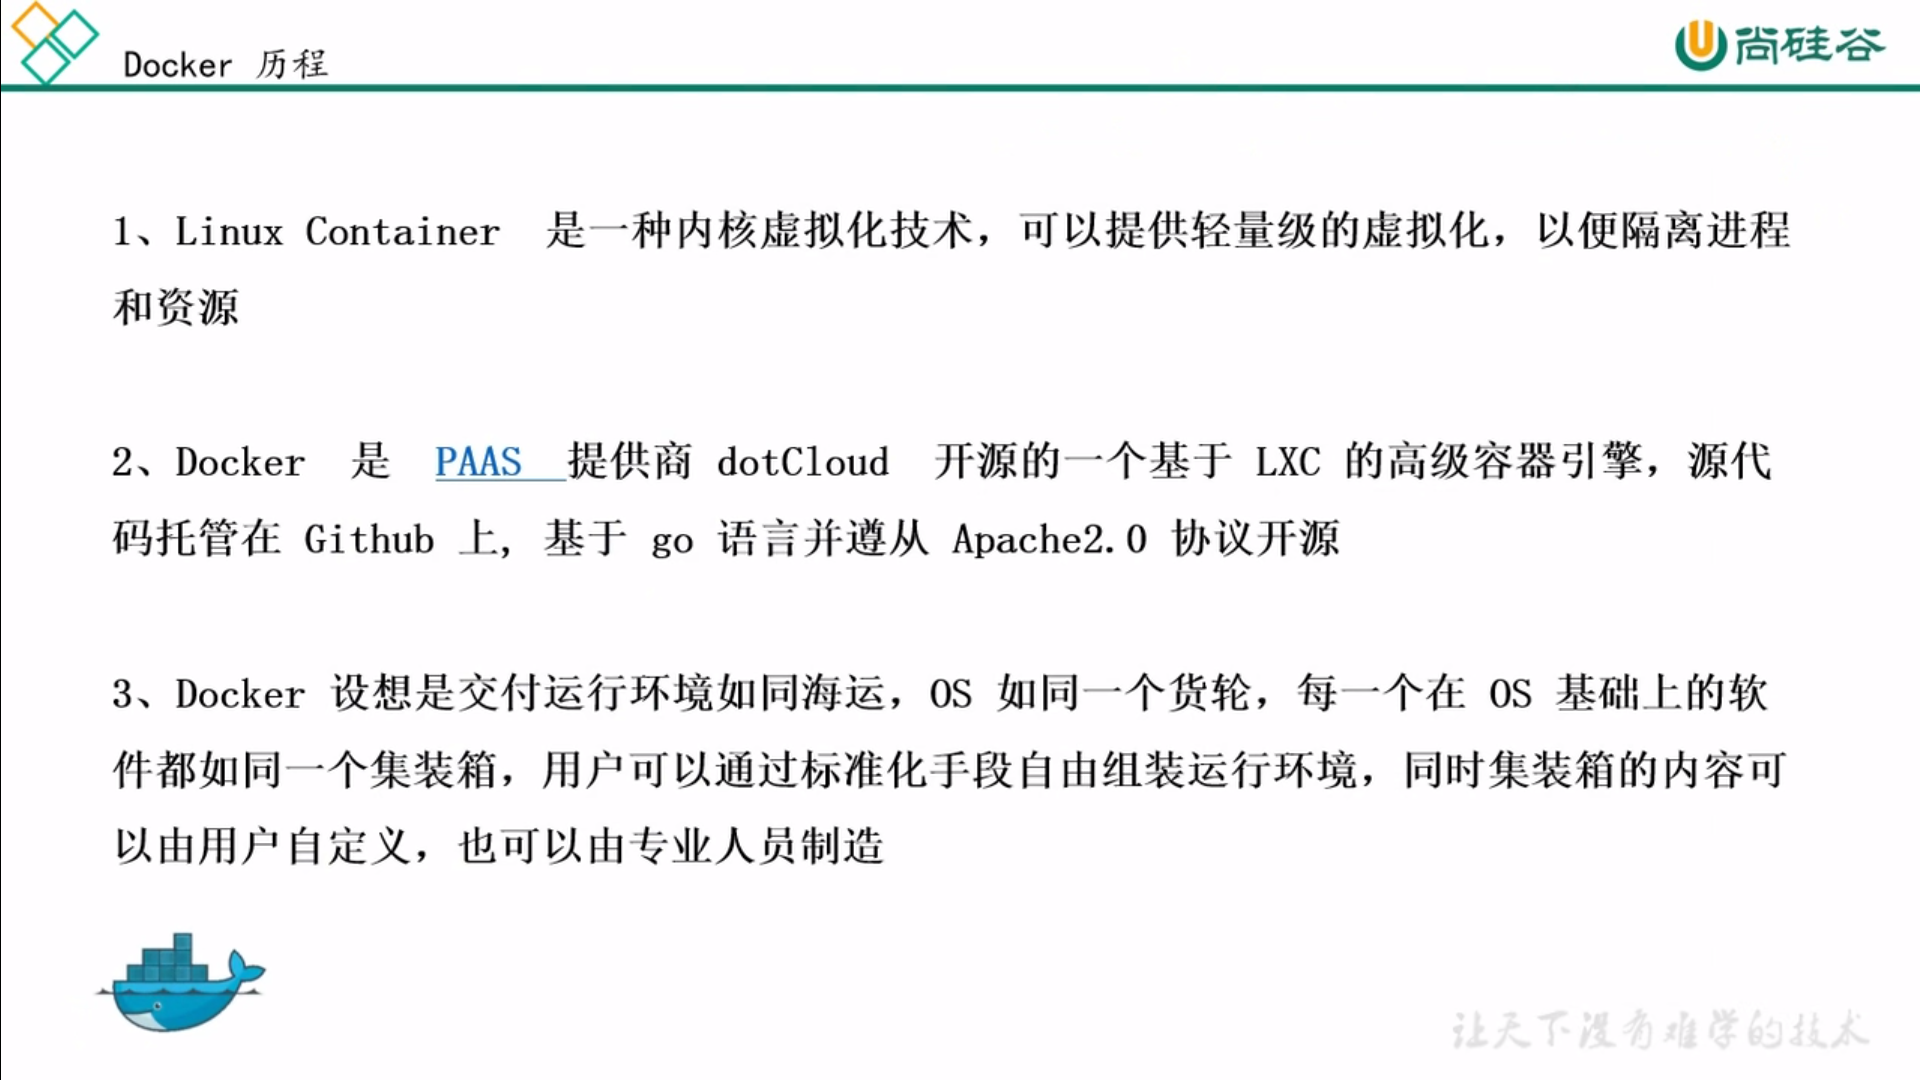 Docker 历程
尚硅谷
1、Linux Container 是一种内核虚拟化技术，可以提供轻量级的虚拟化，以便隔离进程
和资源
2、Docker 是 PAAS 提供商 dotCloud 开源的一个基于 LXC 的高级容器引擎，源代
码托管在 Github 上, 基于 go 语言并遵从 Apache2.0 协议开源
3、Docker 设想是交付运行环境如同海运，OS 如同一个货轮，每一个在 OS 基础上的软
件都如同一个集装箱，用户可以通过标准化手段自由组装运行环境，同时集装箱的内容可
以由用户自定义，也可以由专业人员制造
让天下没有难学的技术